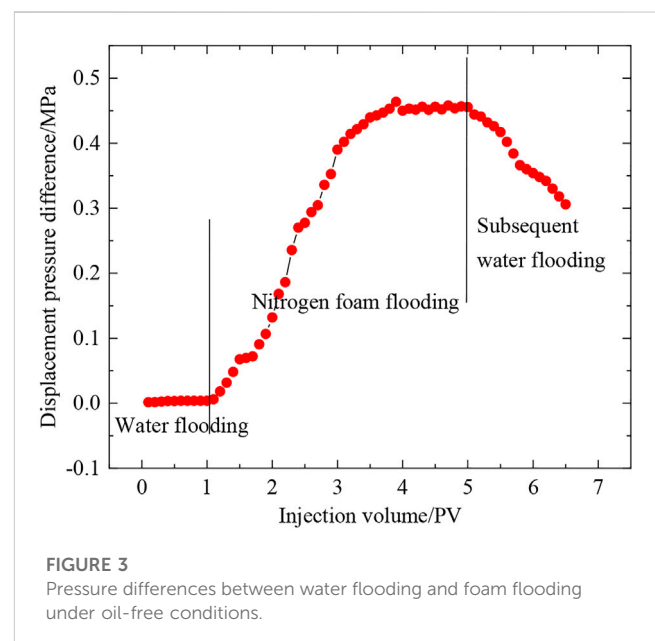 0.5
0.4
0.3
0.2
0.1
0.0
-0.1
Displacement pressure difference/MPa
Subsequent
water flooding
Nitrogen foam flooding
Water flooding
0 1 2 3 4 5 6 7
Injection volume/PV
FIGURE 3
Pressure differences between water flooding and foam flooding
under oil-free conditions.